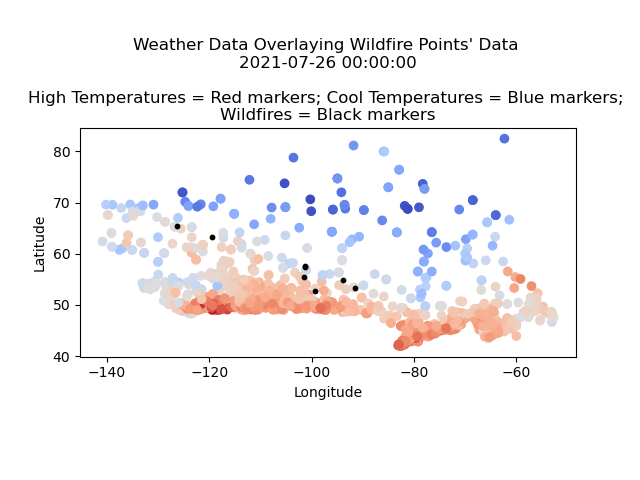 Weather Data Overlaying Wildfire Points' Data
2021-07-26 00:00:00
High Temperatures = Red markers; Cool Temperatures = Blue markers;
Wildfires = Black markers
80
70
60
50
40
Latitude
−140 −120 −100 −80 −60
Longitude